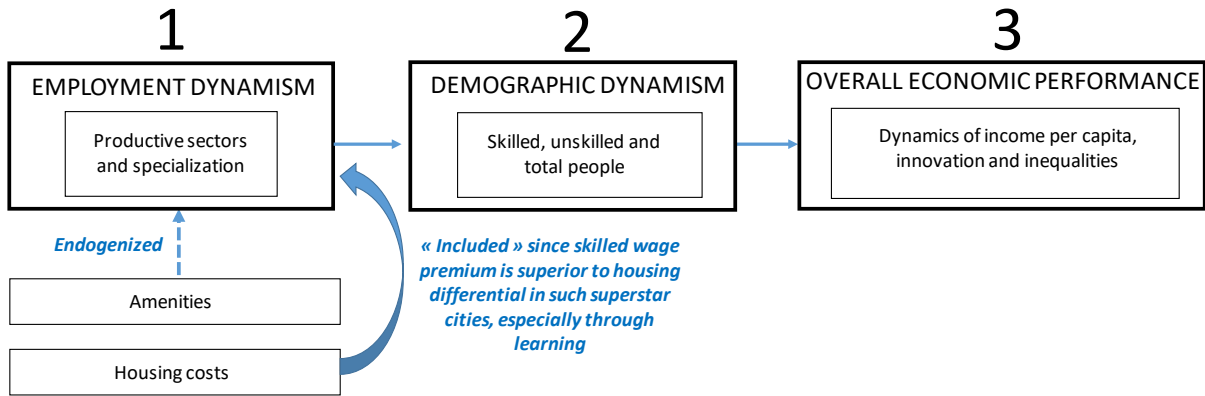 1
2
3
EMPLOYMENT DYNAMISM
Productive sectors
and specialization
DEMOGRAPHIC DYNAMISM
Skilled, unskilled and
total people
OVERALL ECONOMIC PERFORMANCE
Dynamics of income per capita,
innovation and inequalities
Endogenized
« Included » since skilled wage
premium is superior to housing
differential in such superstar
cities, especially through
learning
Amenities
Housing costs